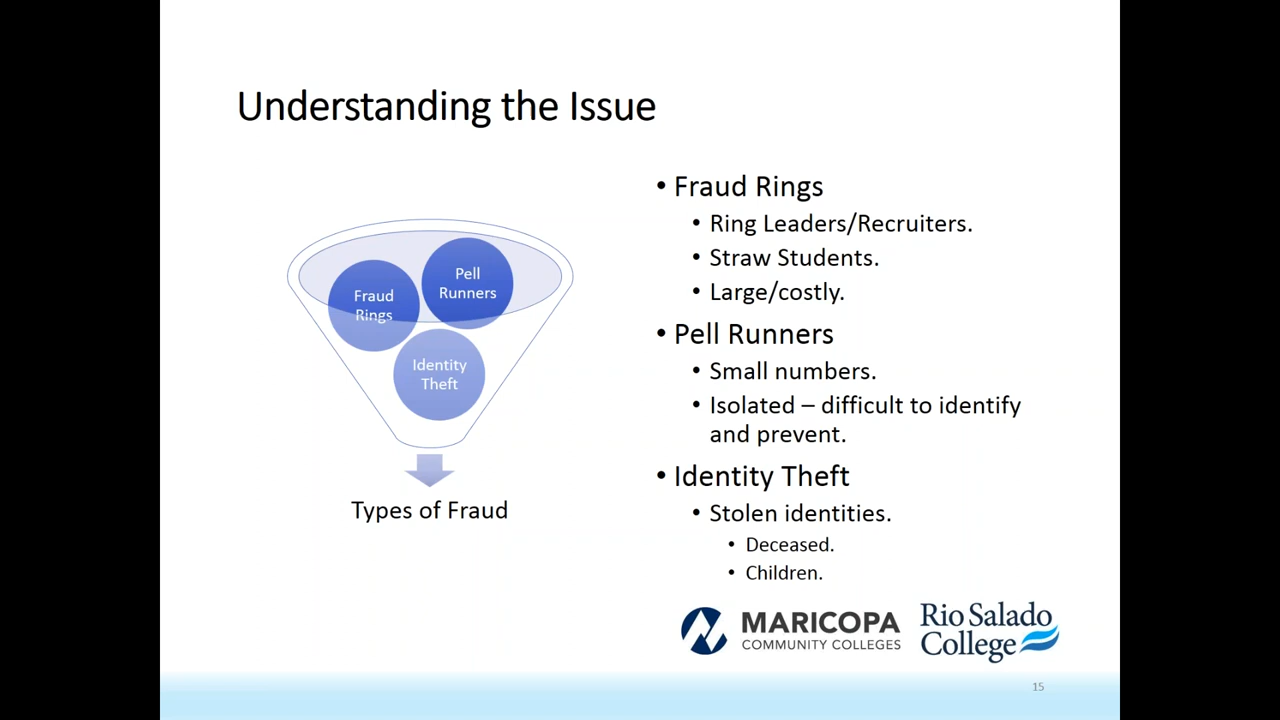 Understanding the Issue
Pell
Runners
Fraud
Rings
Identity
Theft
Types of Fraud
• Fraud Rings
• Ring Leaders/Recruiters.
• Straw Students.
• Large/costly.
• Pell Runners
• Small numbers.
• Isolated – difficult to identify
and prevent.
• Identity Theft
• Stolen identities.
• Deceased.
• Children.
MARICOPA
COMMUNITY COLLEGES
Rio Salado
College
15